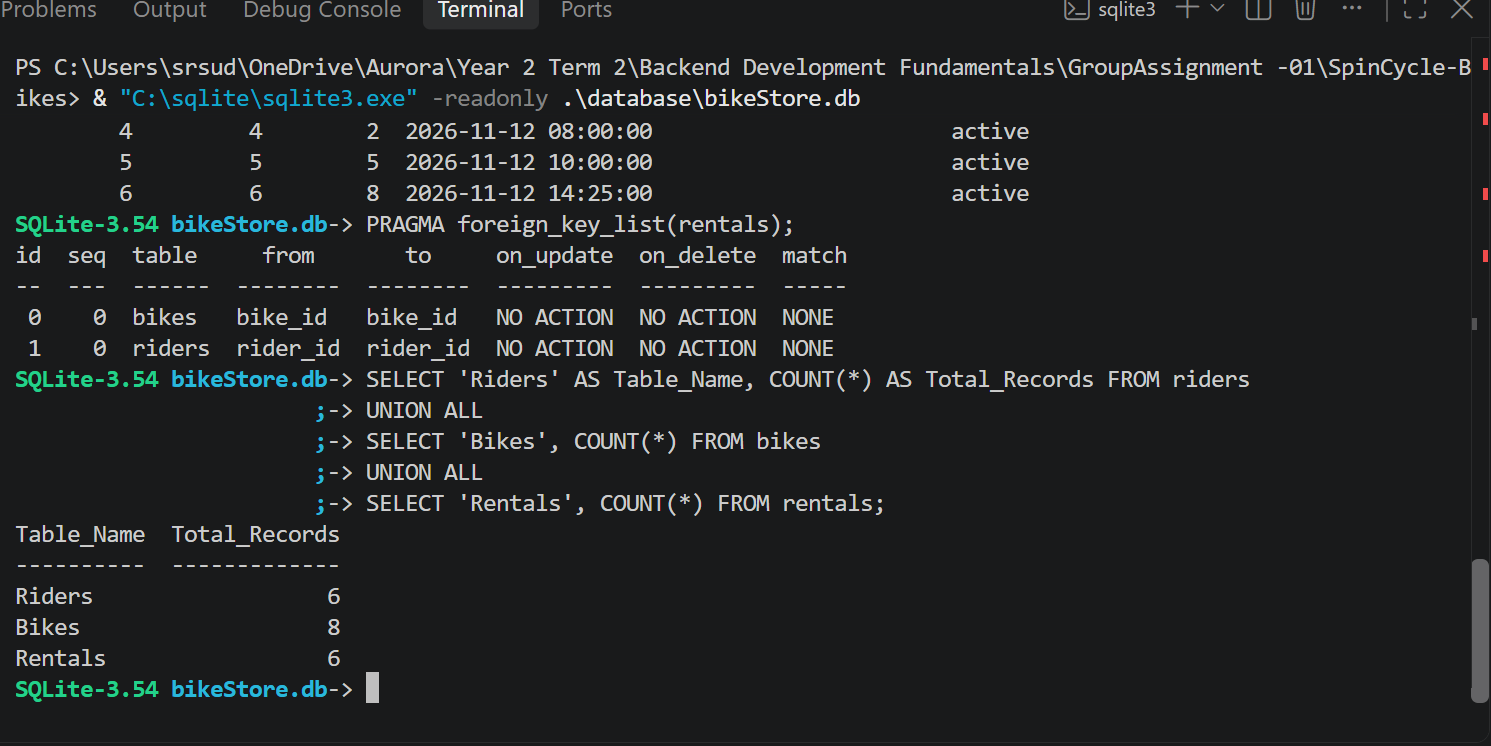 Problems Output Debug Console Terminal Ports sqlite3
PS C:\Users\srsud\OneDrive\Aurora\Year 2 Term 2\Backend Development Fundamentals\GroupAssignment -01\SpinCycle-B
ikes> & "C:\sqlite\sqlite3.exe" -readonly .\database\bikeStore.db
        4         4        2  2026-11-12 08:00:00                       active
        5         5        5  2026-11-12 10:00:00                       active
        6         6        8  2026-11-12 14:25:00                       active
SQLite-3.54 bikeStore.db-> PRAGMA foreign_key_list(rentals);
id  seq  table     from       to     on_update  on_delete  match
--  ---  ------  --------  --------  ---------  ---------  -----
 0    0  bikes   bike_id   bike_id   NO ACTION  NO ACTION  NONE
 1    0  riders  rider_id  rider_id  NO ACTION  NO ACTION  NONE
SQLite-3.54 bikeStore.db-> SELECT 'Riders' AS Table_Name, COUNT(*) AS Total_Records FROM riders
                       ;-> UNION ALL
                       ;-> SELECT 'Bikes', COUNT(*) FROM bikes
                       ;-> UNION ALL
                       ;-> SELECT 'Rentals', COUNT(*) FROM rentals;
Table_Name  Total_Records
----------  -------------
Riders                  6
Bikes                   8
Rentals                 6
SQLite-3.54 bikeStore.db->